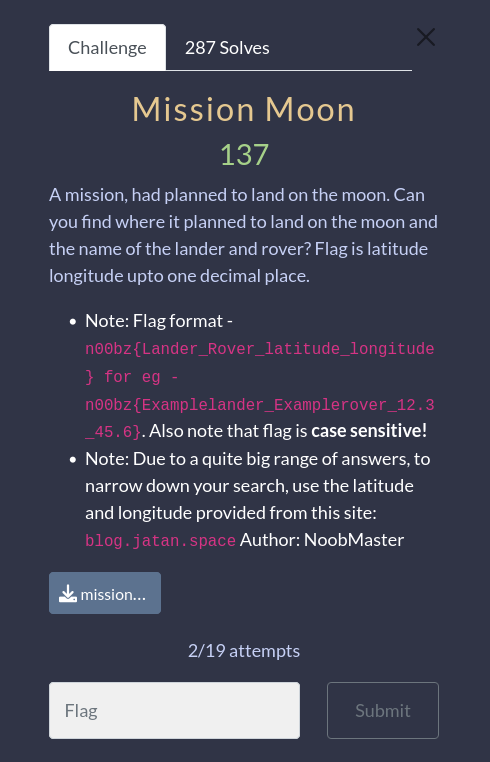 Challenge
287 Solves
Mission Moon
137
A mission, had planned to land on the moon. Can
you find where it planned to land on the moon and
the name of the lander and rover? Flag is latitude
longitude upto one decimal place.
• Note: Flag format -
n00bz{Lander_Rover_latitude_longitude
} for eg -
n00bz{Examplelander_Examplerover_12.3
_45.6}. Also note that flag is case sensitive!
• Note: Due to a quite big range of answers, to
narrow down your search, use the latitude
and longitude provided from this site:
blog.jatan.space Author: NoobMaster
mission...
2/19 attempts
Flag
Submit